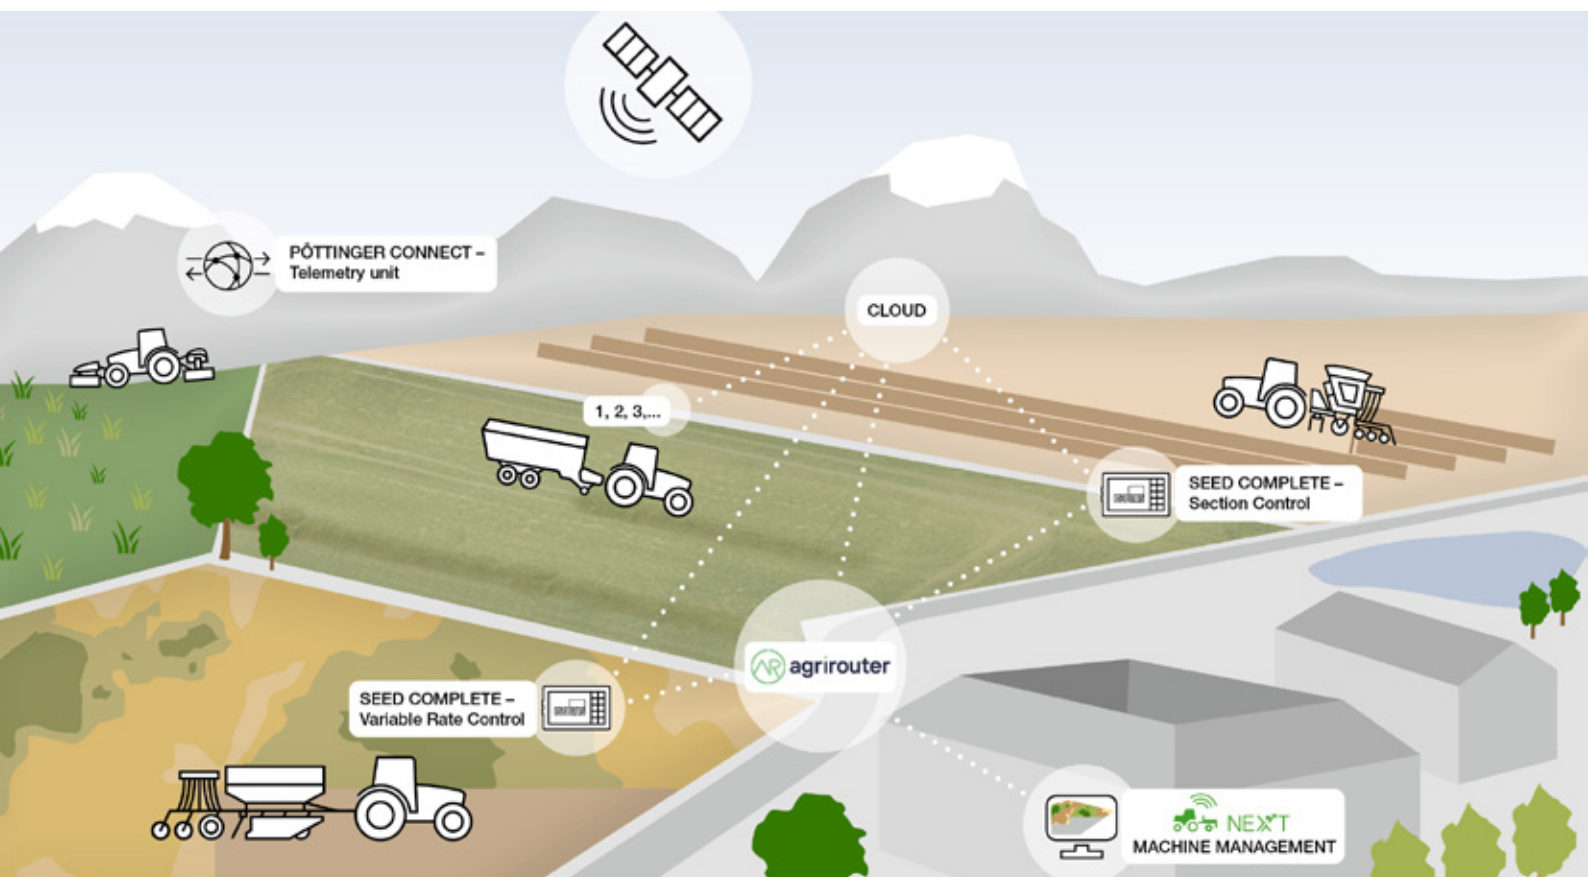 PÖTTINGER CONNECT –
Telemetry unit
CLOUD
1, 2, 3,...
SEED COMPLETE –
Section Control
agrirouter
SEED COMPLETE –
Variable Rate Control
NEXT
MACHINE MANAGEMENT